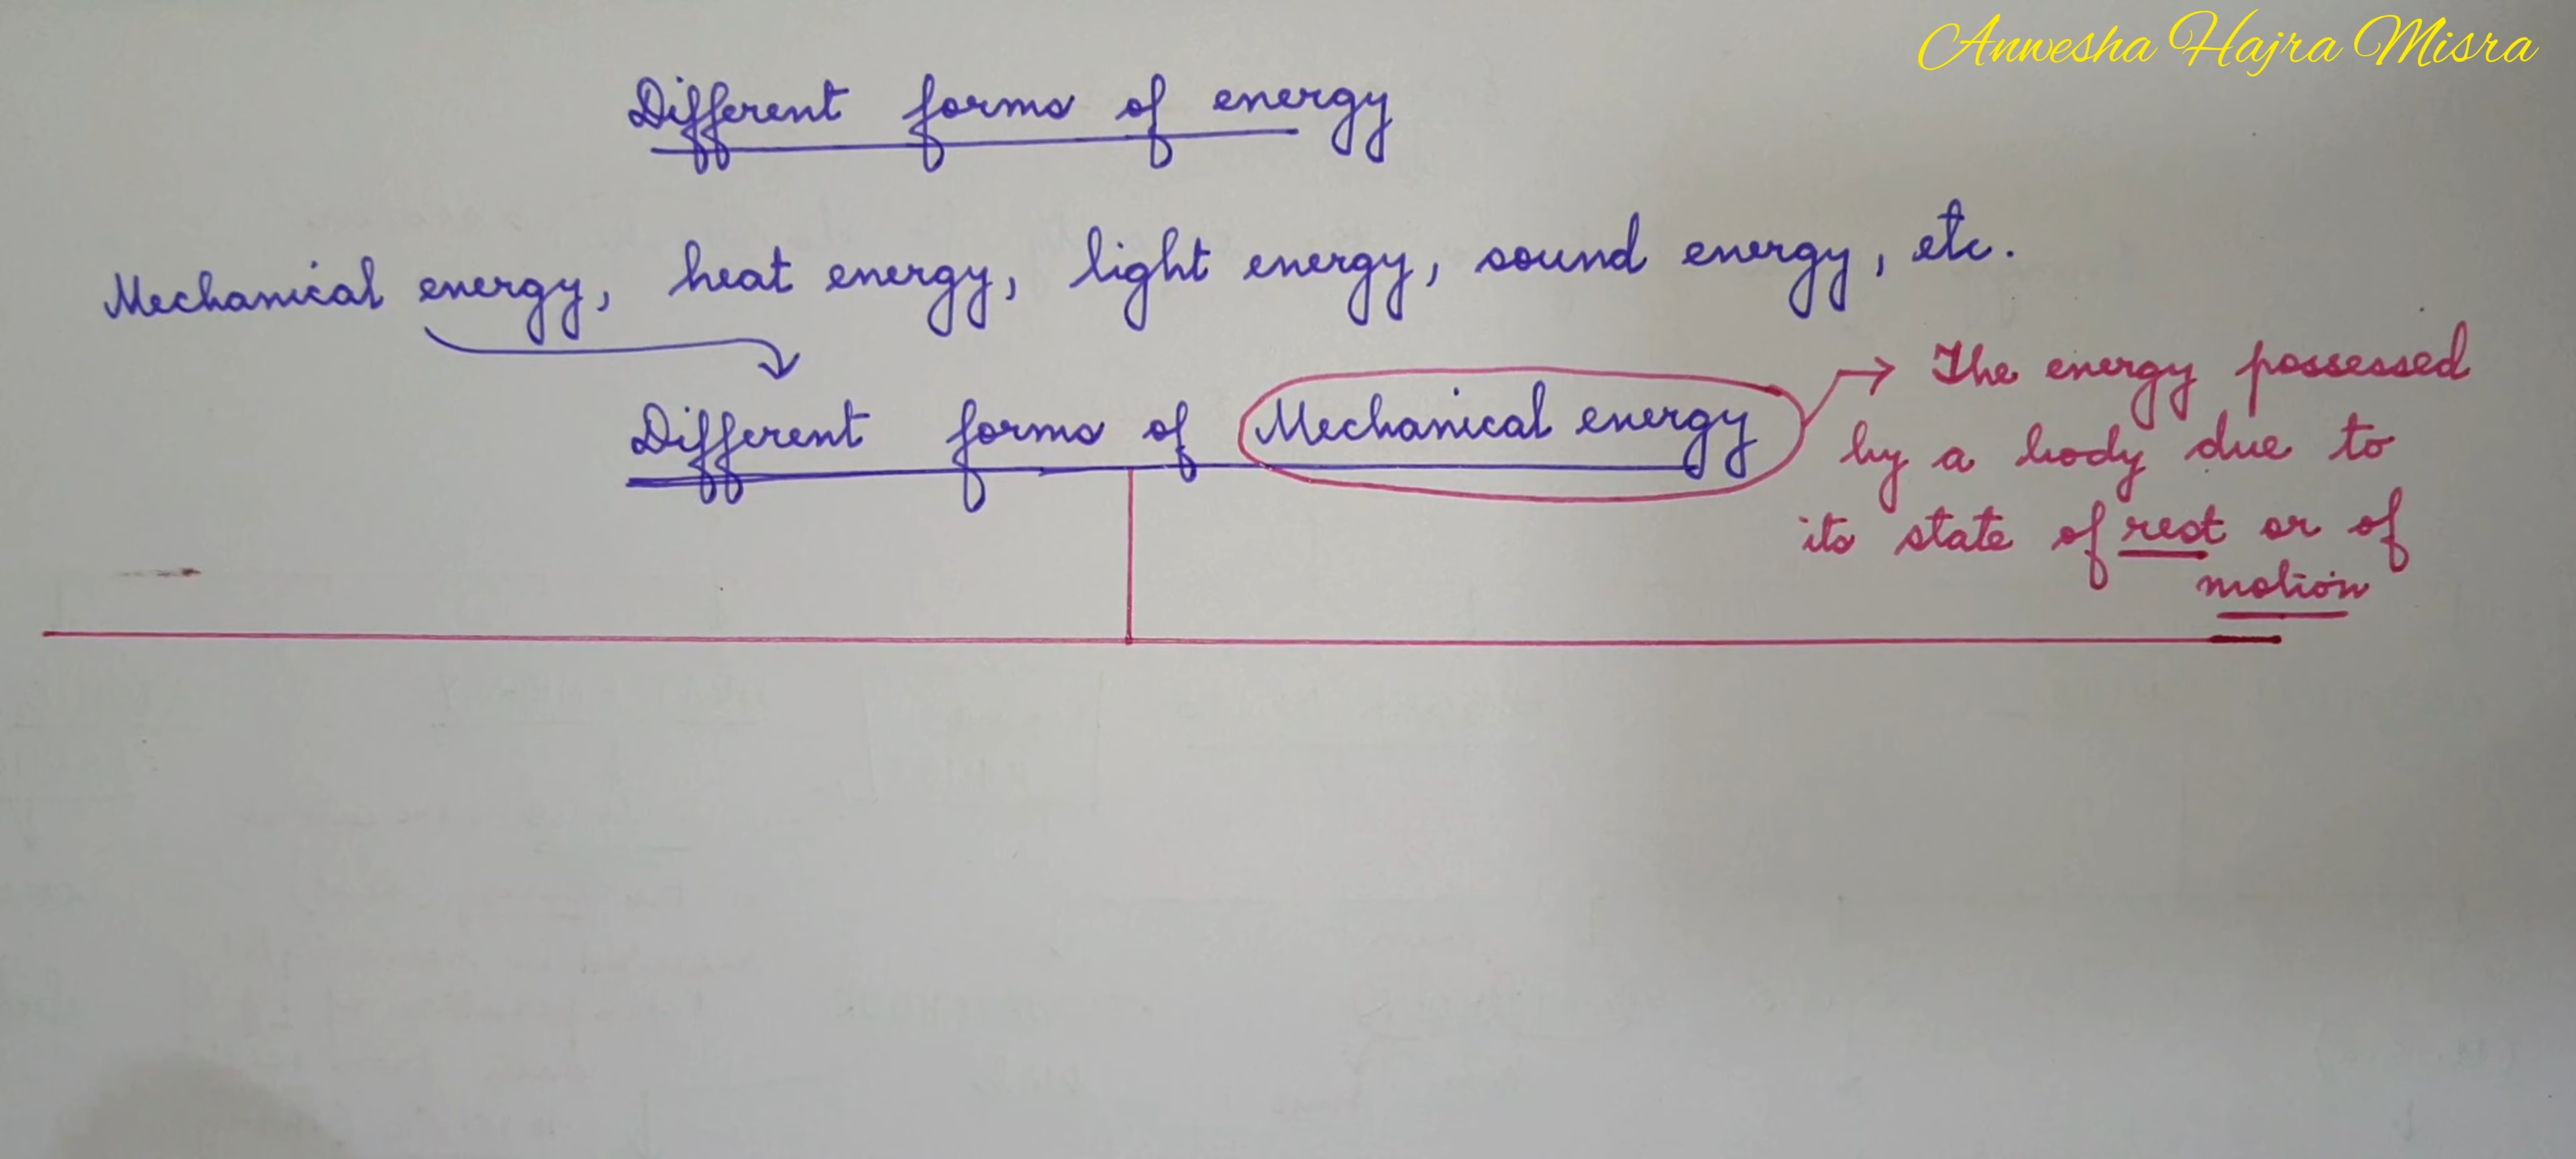 Anwesha Hajra Misra
Different forms of energy
Mechanical energy, heat energy, light energy, sound energy, etc.
Different forms of Mechanical energy
→ The energy possessed
by a body due to
its state of rest or of
motion